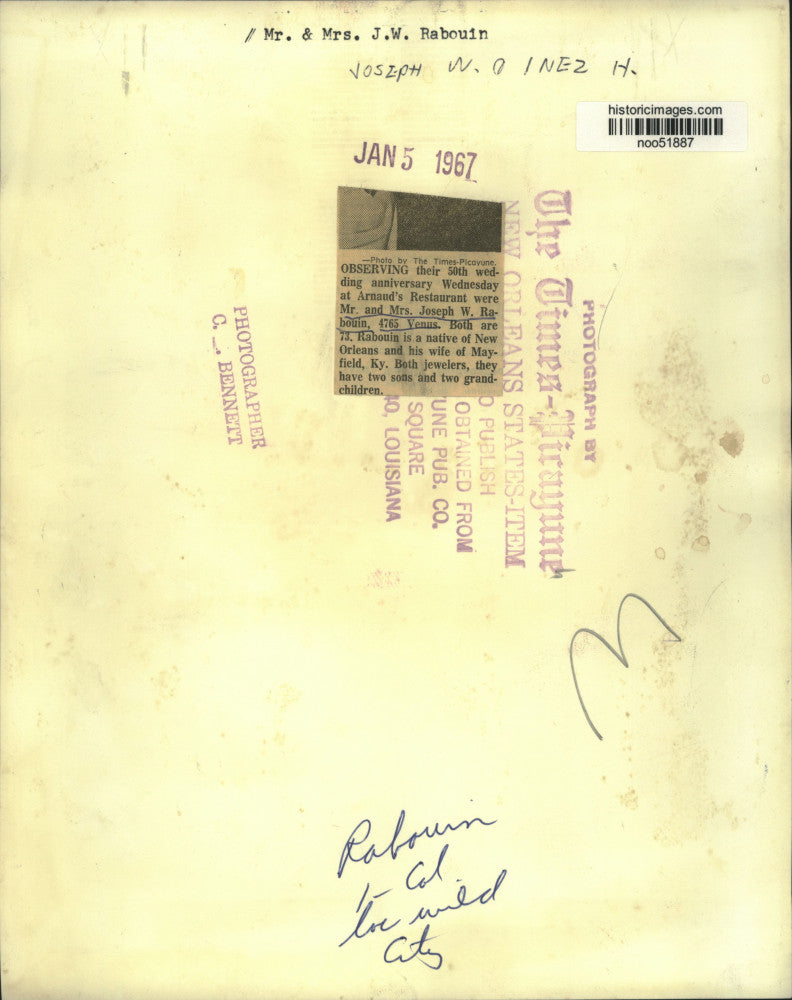 // Mr. & Mrs. J.W. Rabouin
JOSEPH W. O INEZ H.
historicimages.com
noo51887
JAN 5 1967
—Photo by The Times-Picayune.
OBSERVING their 50th wed-
ding anniversary Wednesday
at Arnaud's Restaurant were
Mr. and Mrs. Joseph W. Ra-
bouin, 4765 Venus. Both are
73. Rabouin is a native of New
Orleans and his wife of May-
field, Ky. Both jewelers, they
have two sons and two grand-
children.
PHOTOGRAPH BY
The Times-Picayune
NEW ORLEANS STATES-ITEM
O PUBLISH
OBTAINED FROM
UNE PUB. CO.
SQUARE
LOUISIANA
PHOTOGRAPHER
C. BENNETT
Rabouin
1- Col
City